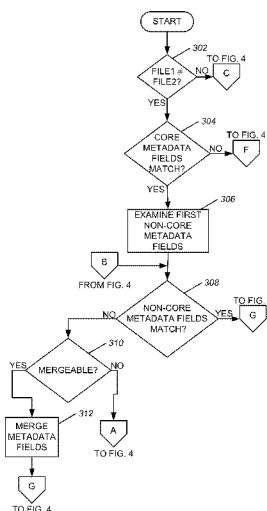 START
302
TO FIG. 4
FILE1 ≠
FILE2?
NO
C
YES
304
TO FIG. 4
CORE
METADATA
FIELDS
MATCH?
NO
F
YES
306
EXAMINE FIRST
NON-CORE
METADATA
FIELDS
B
FROM FIG. 4
308
TO FIG.
NO
NON-CORE
METADATA FIELDS
MATCH?
YES
G
310
YES
MERGEABLE?
NO
312
MERGE
METADATA
FIELDS
A
TO FIG. 4
G
TO FIG. 4